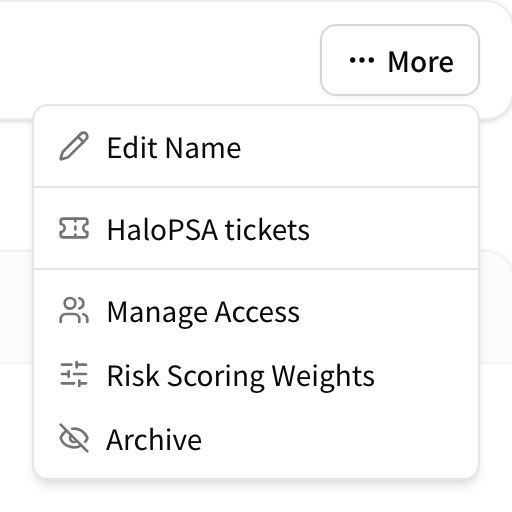 More
Edit Name
HaloPSA tickets
Manage Access
Risk Scoring Weights
Archive